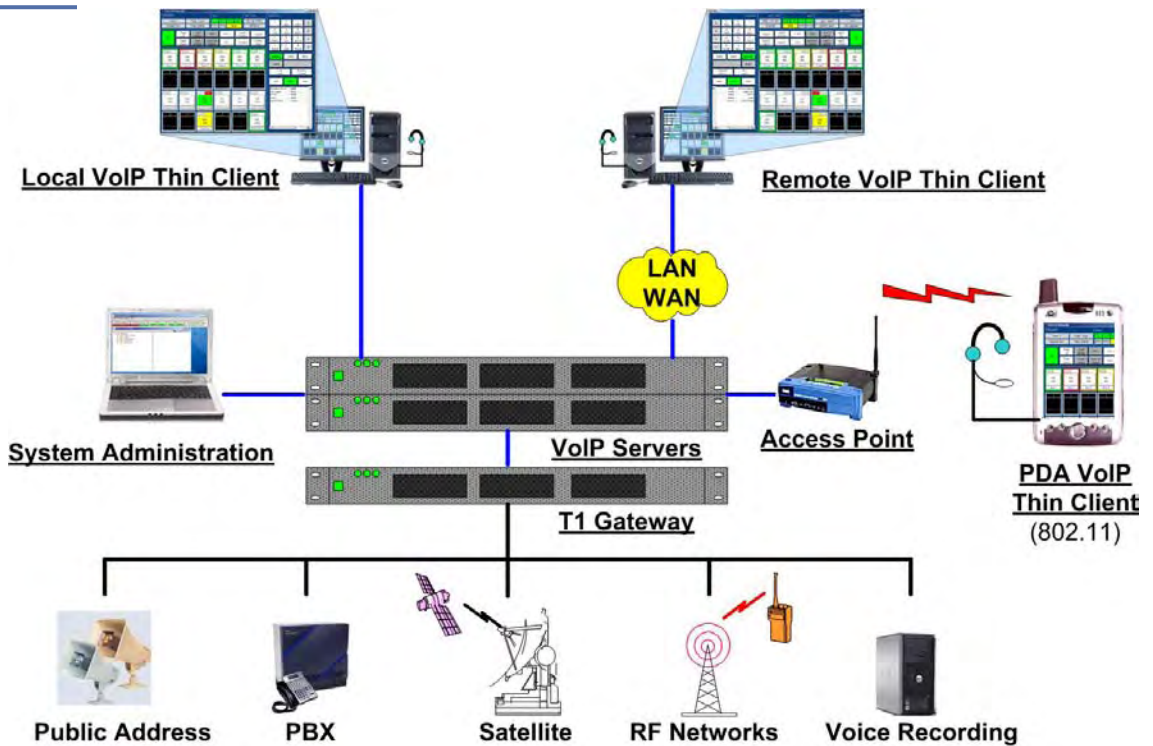 Local VoIP Thin Client
Remote VoIP Thin Client
LAN
WAN
System Administration
VoIP Servers
Access Point
T1 Gateway
PDA VoIP
Thin Client
(802.11)
Public Address
PBX
Satellite
RF Networks
Voice Recording